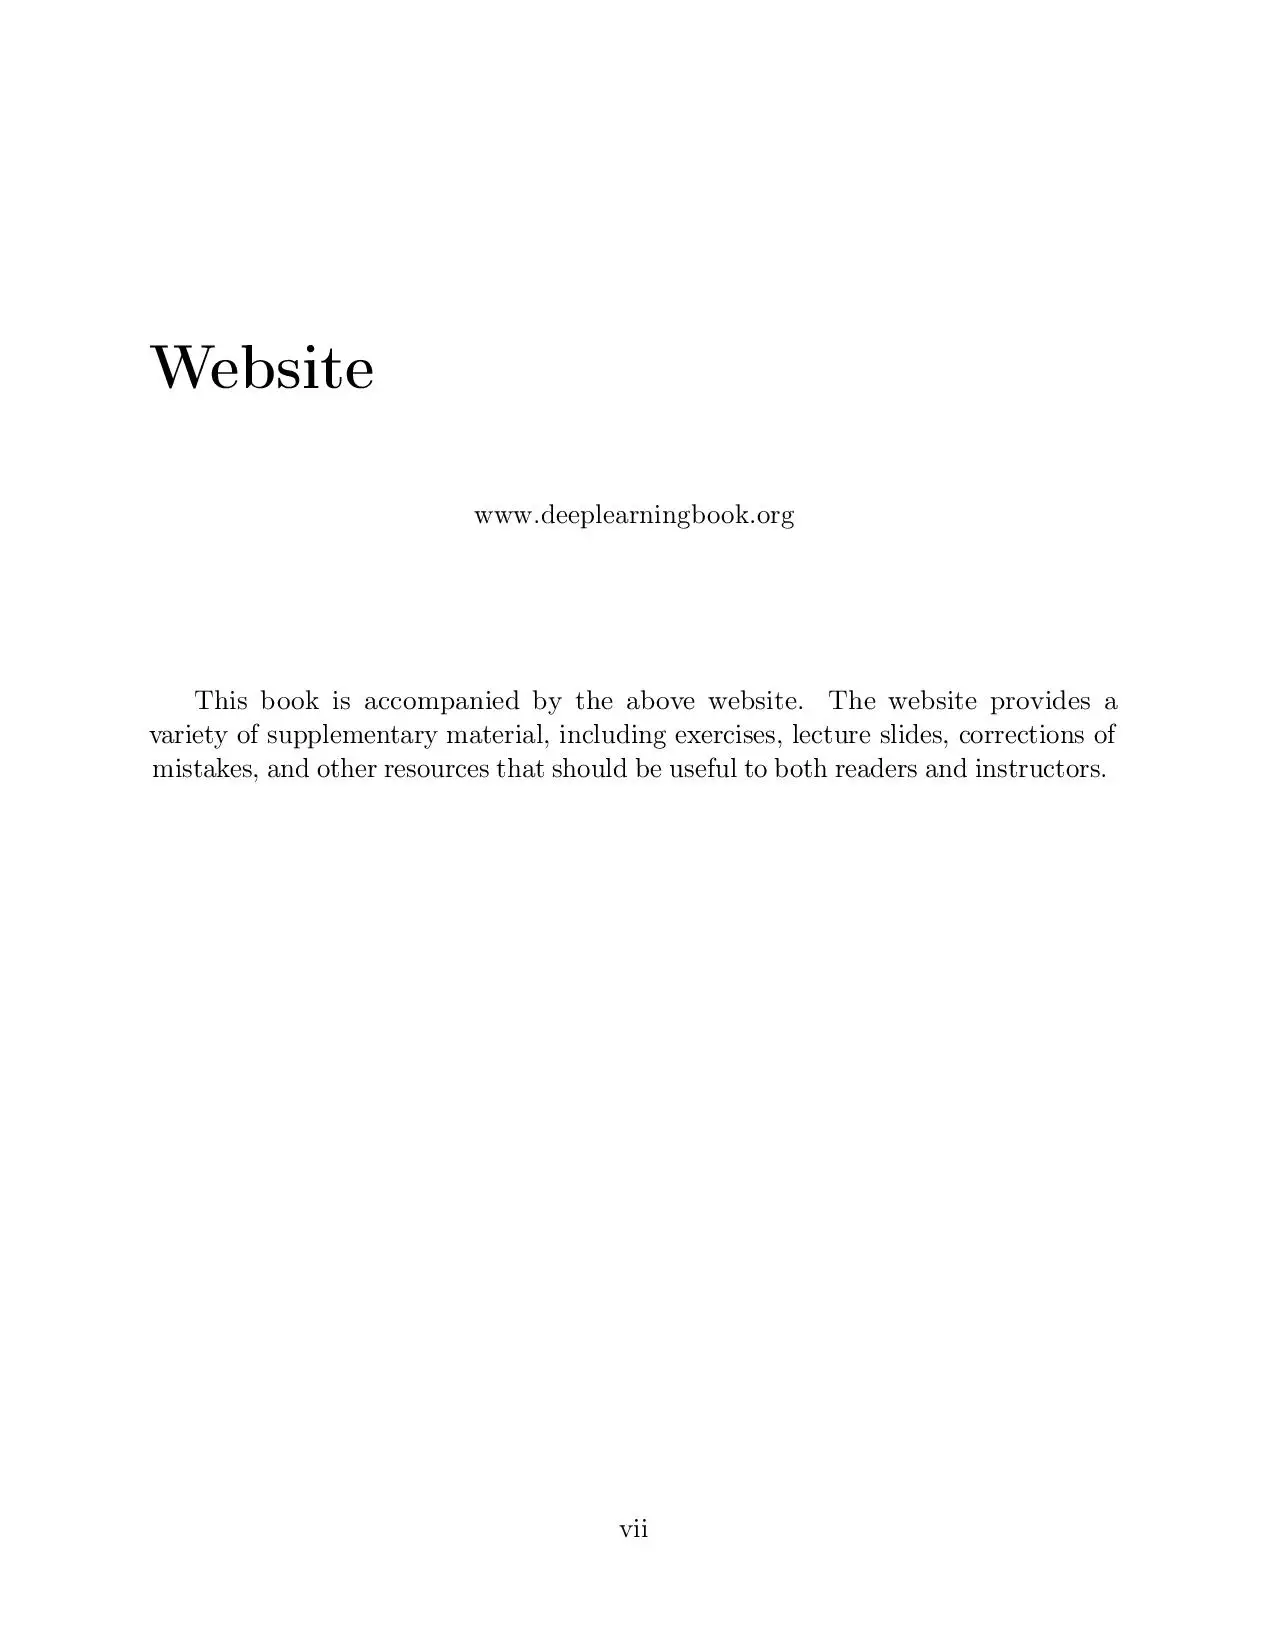 Website
www.deeplearningbook.org
This book is accompanied by the above website. The website provides a
variety of supplementary material, including exercises, lecture slides, corrections of
mistakes, and other resources that should be useful to both readers and instructors.
vii